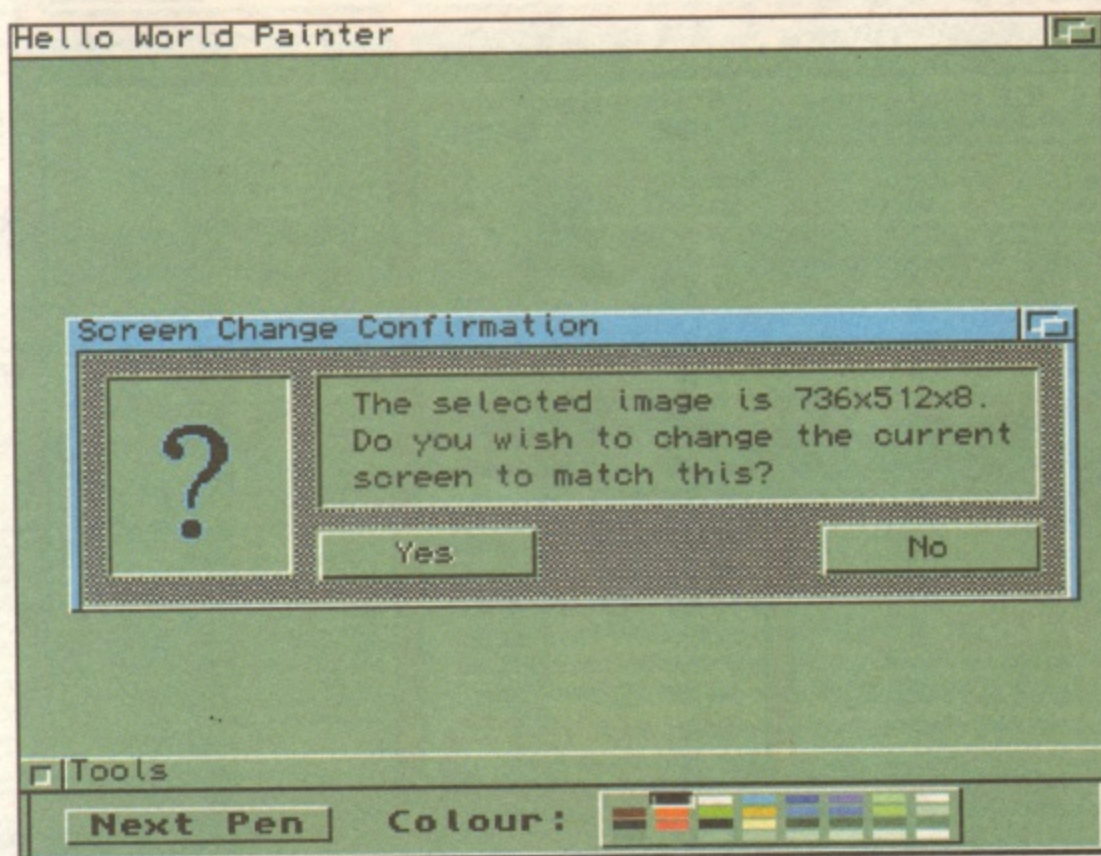 Hello World Painter
Screen Change Confirmation
?
The selected image is 736x512x8.
Do you wish to change the current
screen to match this?
Yes
No
Tools
Next Pen
Colour: